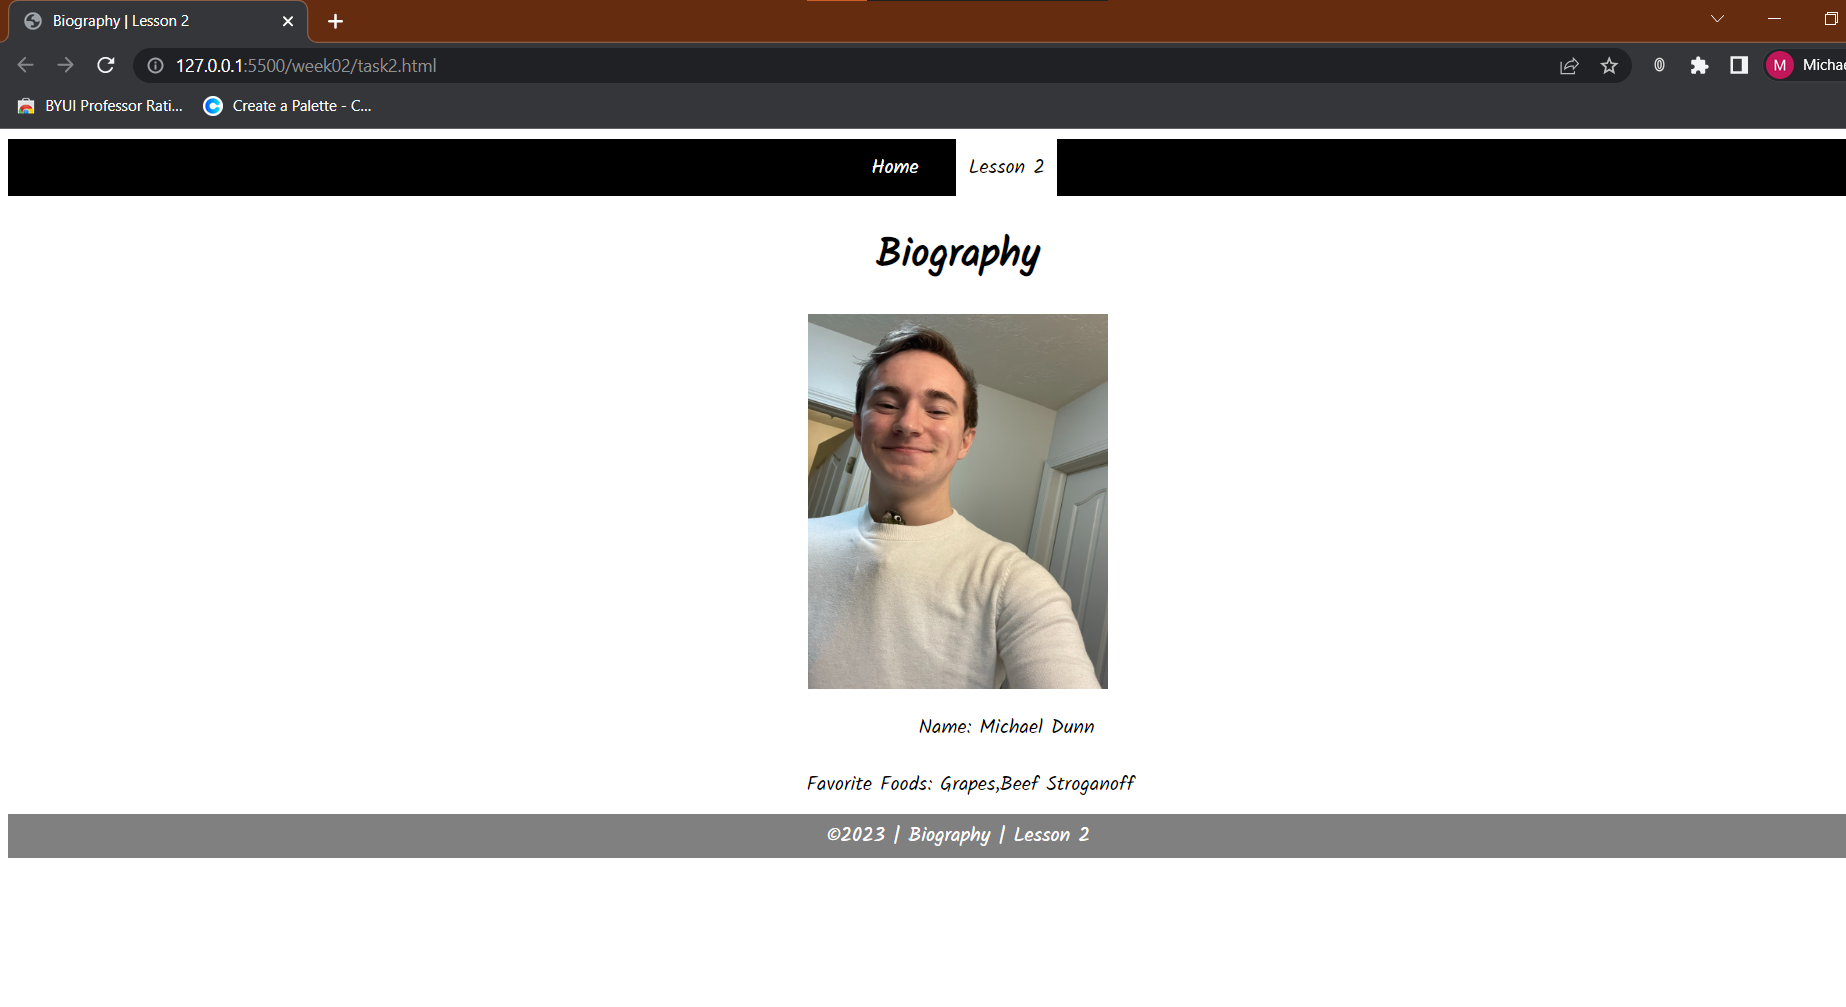 Biography | Lesson 2
127.0.0.1:5500/week02/task2.html
M Michae
BYUI Professor Rati... Create a Palette - C...
Home Lesson 2
Biography
Name: Michael Dunn
Favorite Foods: Grapes,Beef Stroganoff
©2023 | Biography | Lesson 2